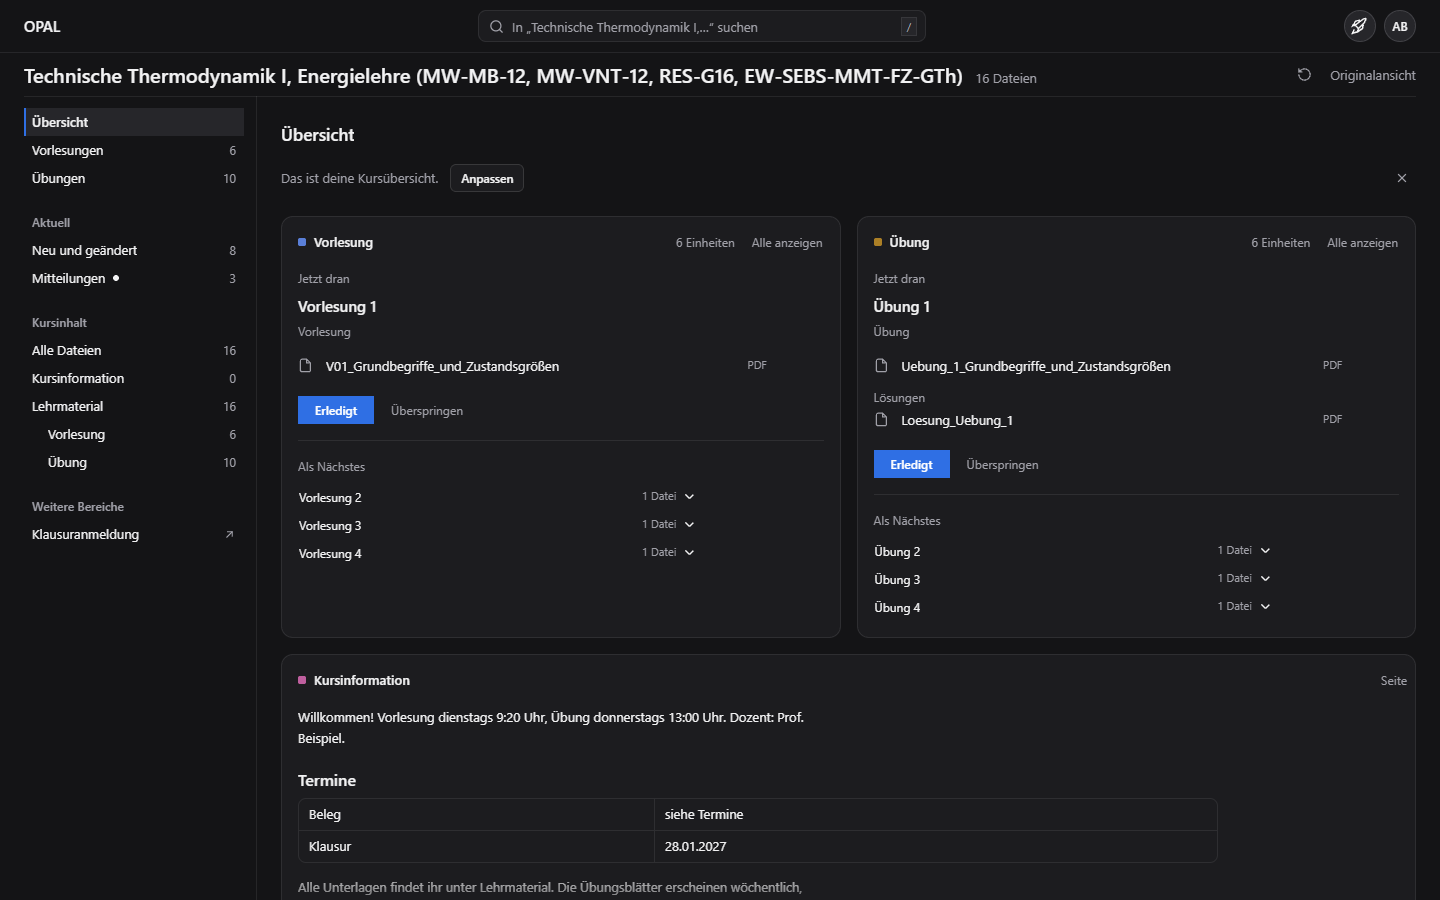 OPAL
In „Technische Thermodynamik I,...“ suchen
/
AB
Technische Thermodynamik I, Energielehre (MW-MB-12, MW-VNT-12, RES-G16, EW-SEBS-MMT-FZ-GTh)
16 Dateien
Originalansicht
Übersicht
Vorlesungen 6
Übungen 10
Aktuell
Neu und geändert 8
Mitteilungen 3
Kursinhalt
Alle Dateien 16
Kursinformation 0
Lehrmaterial 16
Vorlesung 6
Übung 10
Weitere Bereiche
Klausuranmeldung
Übersicht
Das ist deine Kursübersicht. Anpassen
Vorlesung 6 Einheiten Alle anzeigen
Jetzt dran
Vorlesung 1
Vorlesung
V01_Grundbegriffe_und_Zustandsgrößen PDF
Erledigt Überspringen
Als Nächstes
Vorlesung 2 1 Datei
Vorlesung 3 1 Datei
Vorlesung 4 1 Datei
Übung 6 Einheiten Alle anzeigen
Jetzt dran
Übung 1
Übung
Uebung_1_Grundbegriffe_und_Zustandsgrößen PDF
Lösungen
Loesung_Uebung_1 PDF
Erledigt Überspringen
Als Nächstes
Übung 2 1 Datei
Übung 3 1 Datei
Übung 4 1 Datei
Kursinformation Seite
Willkommen! Vorlesung dienstags 9:20 Uhr, Übung donnerstags 13:00 Uhr. Dozent: Prof.
Beispiel.
Termine
Beleg siehe Termine
Klausur 28.01.2027
Alle Unterlagen findet ihr unter Lehrmaterial. Die Übungsblätter erscheinen wöchentlich,